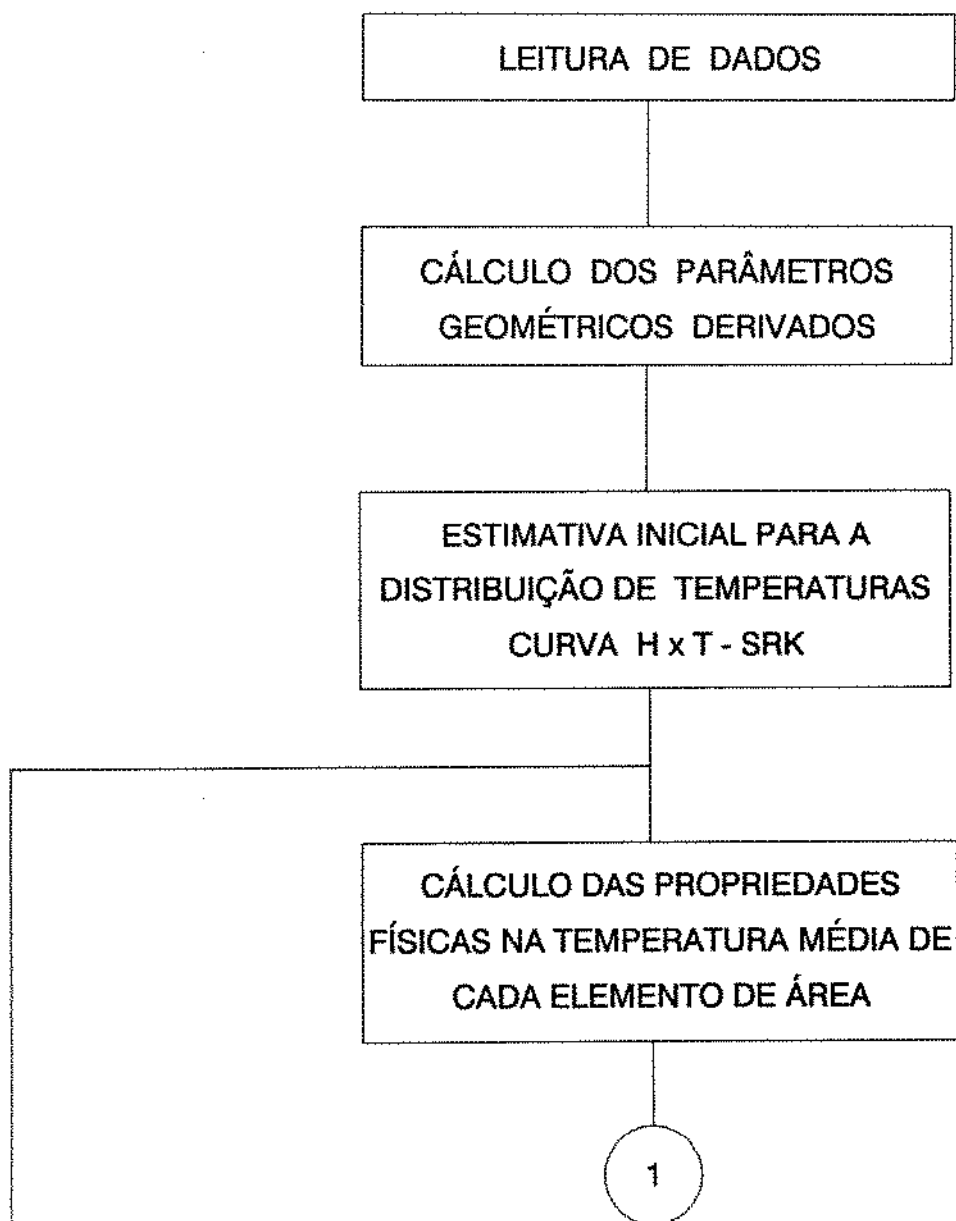 LEITURA DE DADOS
CÁLCULO DOS PARÂMETROS
GEOMÉTRICOS DERIVADOS
ESTIMATIVA INICIAL PARA A
DISTRIBUIÇÃO DE TEMPERATURAS
CURVA H x T - SRK
CÁLCULO DAS PROPRIEDADES
FÍSICAS NA TEMPERATURA MÉDIA DE
CADA ELEMENTO DE ÁREA
1